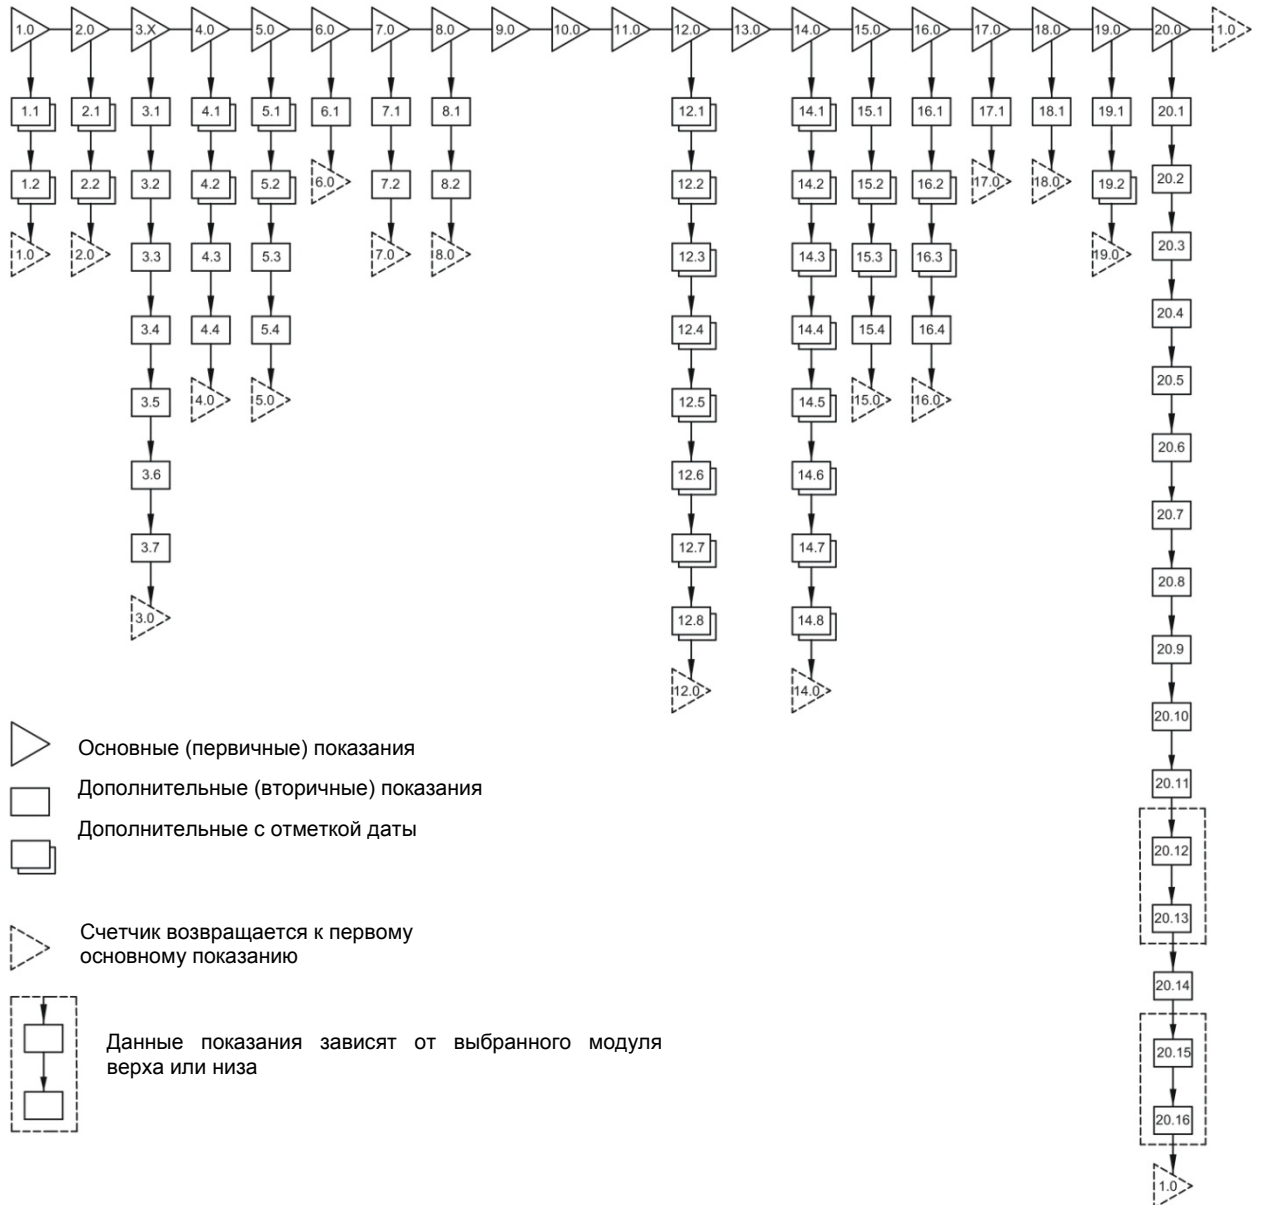 1.0 2.0 3.X 4.0 5.0 6.0 7.0 8.0 9.0 10.0 11.0 12.0 13.0 14.0 15.0 16.0 17.0 18.0 19.0 20.0 1.0
1.1 2.1 3.1 4.1 5.1 6.1 7.1 8.1 12.1 14.1 15.1 16.1 17.1 18.1 19.1 20.1
1.2 2.2 3.2 4.2 5.2 6.0 7.2 8.2 12.2 14.2 15.2 16.2 17.0 18.0 19.2 20.2
1.0 2.0 3.3 4.3 5.3 7.0 8.0 12.3 14.3 15.3 16.3 19.0 20.3
3.4 4.4 5.4 12.4 14.4 15.4 16.4 20.4
3.5 4.0 5.0 12.5 14.5 15.0 16.0 20.5
3.6 12.6 14.6 20.6
3.7 12.7 14.7 20.7
20.8
3.0 12.8 14.8 20.9
12.0 14.0 20.10
Основные (первичные) показания
Дополнительные (вторичные) показания
20.11
Дополнительные с отметкой даты
20.12
20.13
Счетчик возвращается к первому
основному показанию
20.14
Данные показания зависят от выбранного модуля
верха или низа
20.15
20.16
1.0